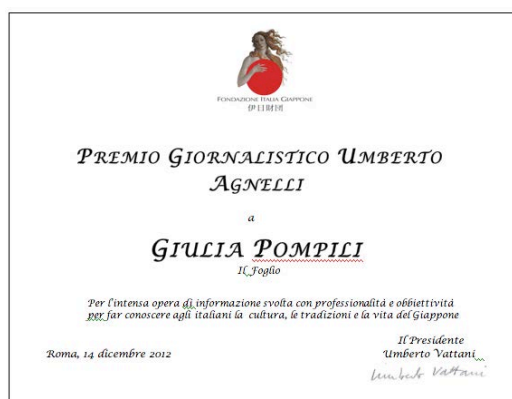 FONDAZIONE ITALIA GIAPPONE
伊日財団
PREMIO GIORNALISTICO UMBERTO
AGNELLI
a
GIULIA POMPILI
Il Foglio
Per l'intensa opera di informazione svolta con professionalità e obbiettività
per far conoscere agli italiani la cultura, le tradizioni e la vita del Giappone
Il Presidente
Roma, 14 dicembre 2012 Umberto Vattani
Umberto Vattani